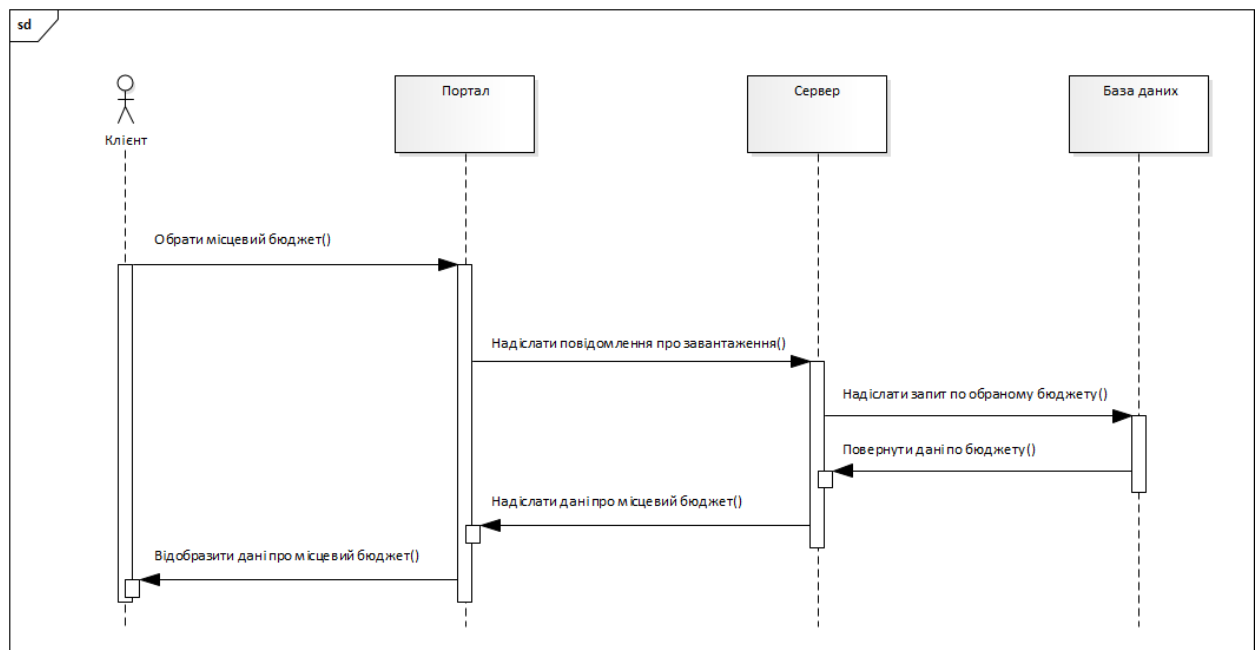 sd
Клієнт
Портал
Сервер
База даних
Обрати місцевий бюджет()
Надіслати повідомлення про завантаження()
Надіслати запит по обраному бюджету()
Повернути дані по бюджету()
Надіслати дані про місцевий бюджет()
Відобразити дані про місцевий бюджет()